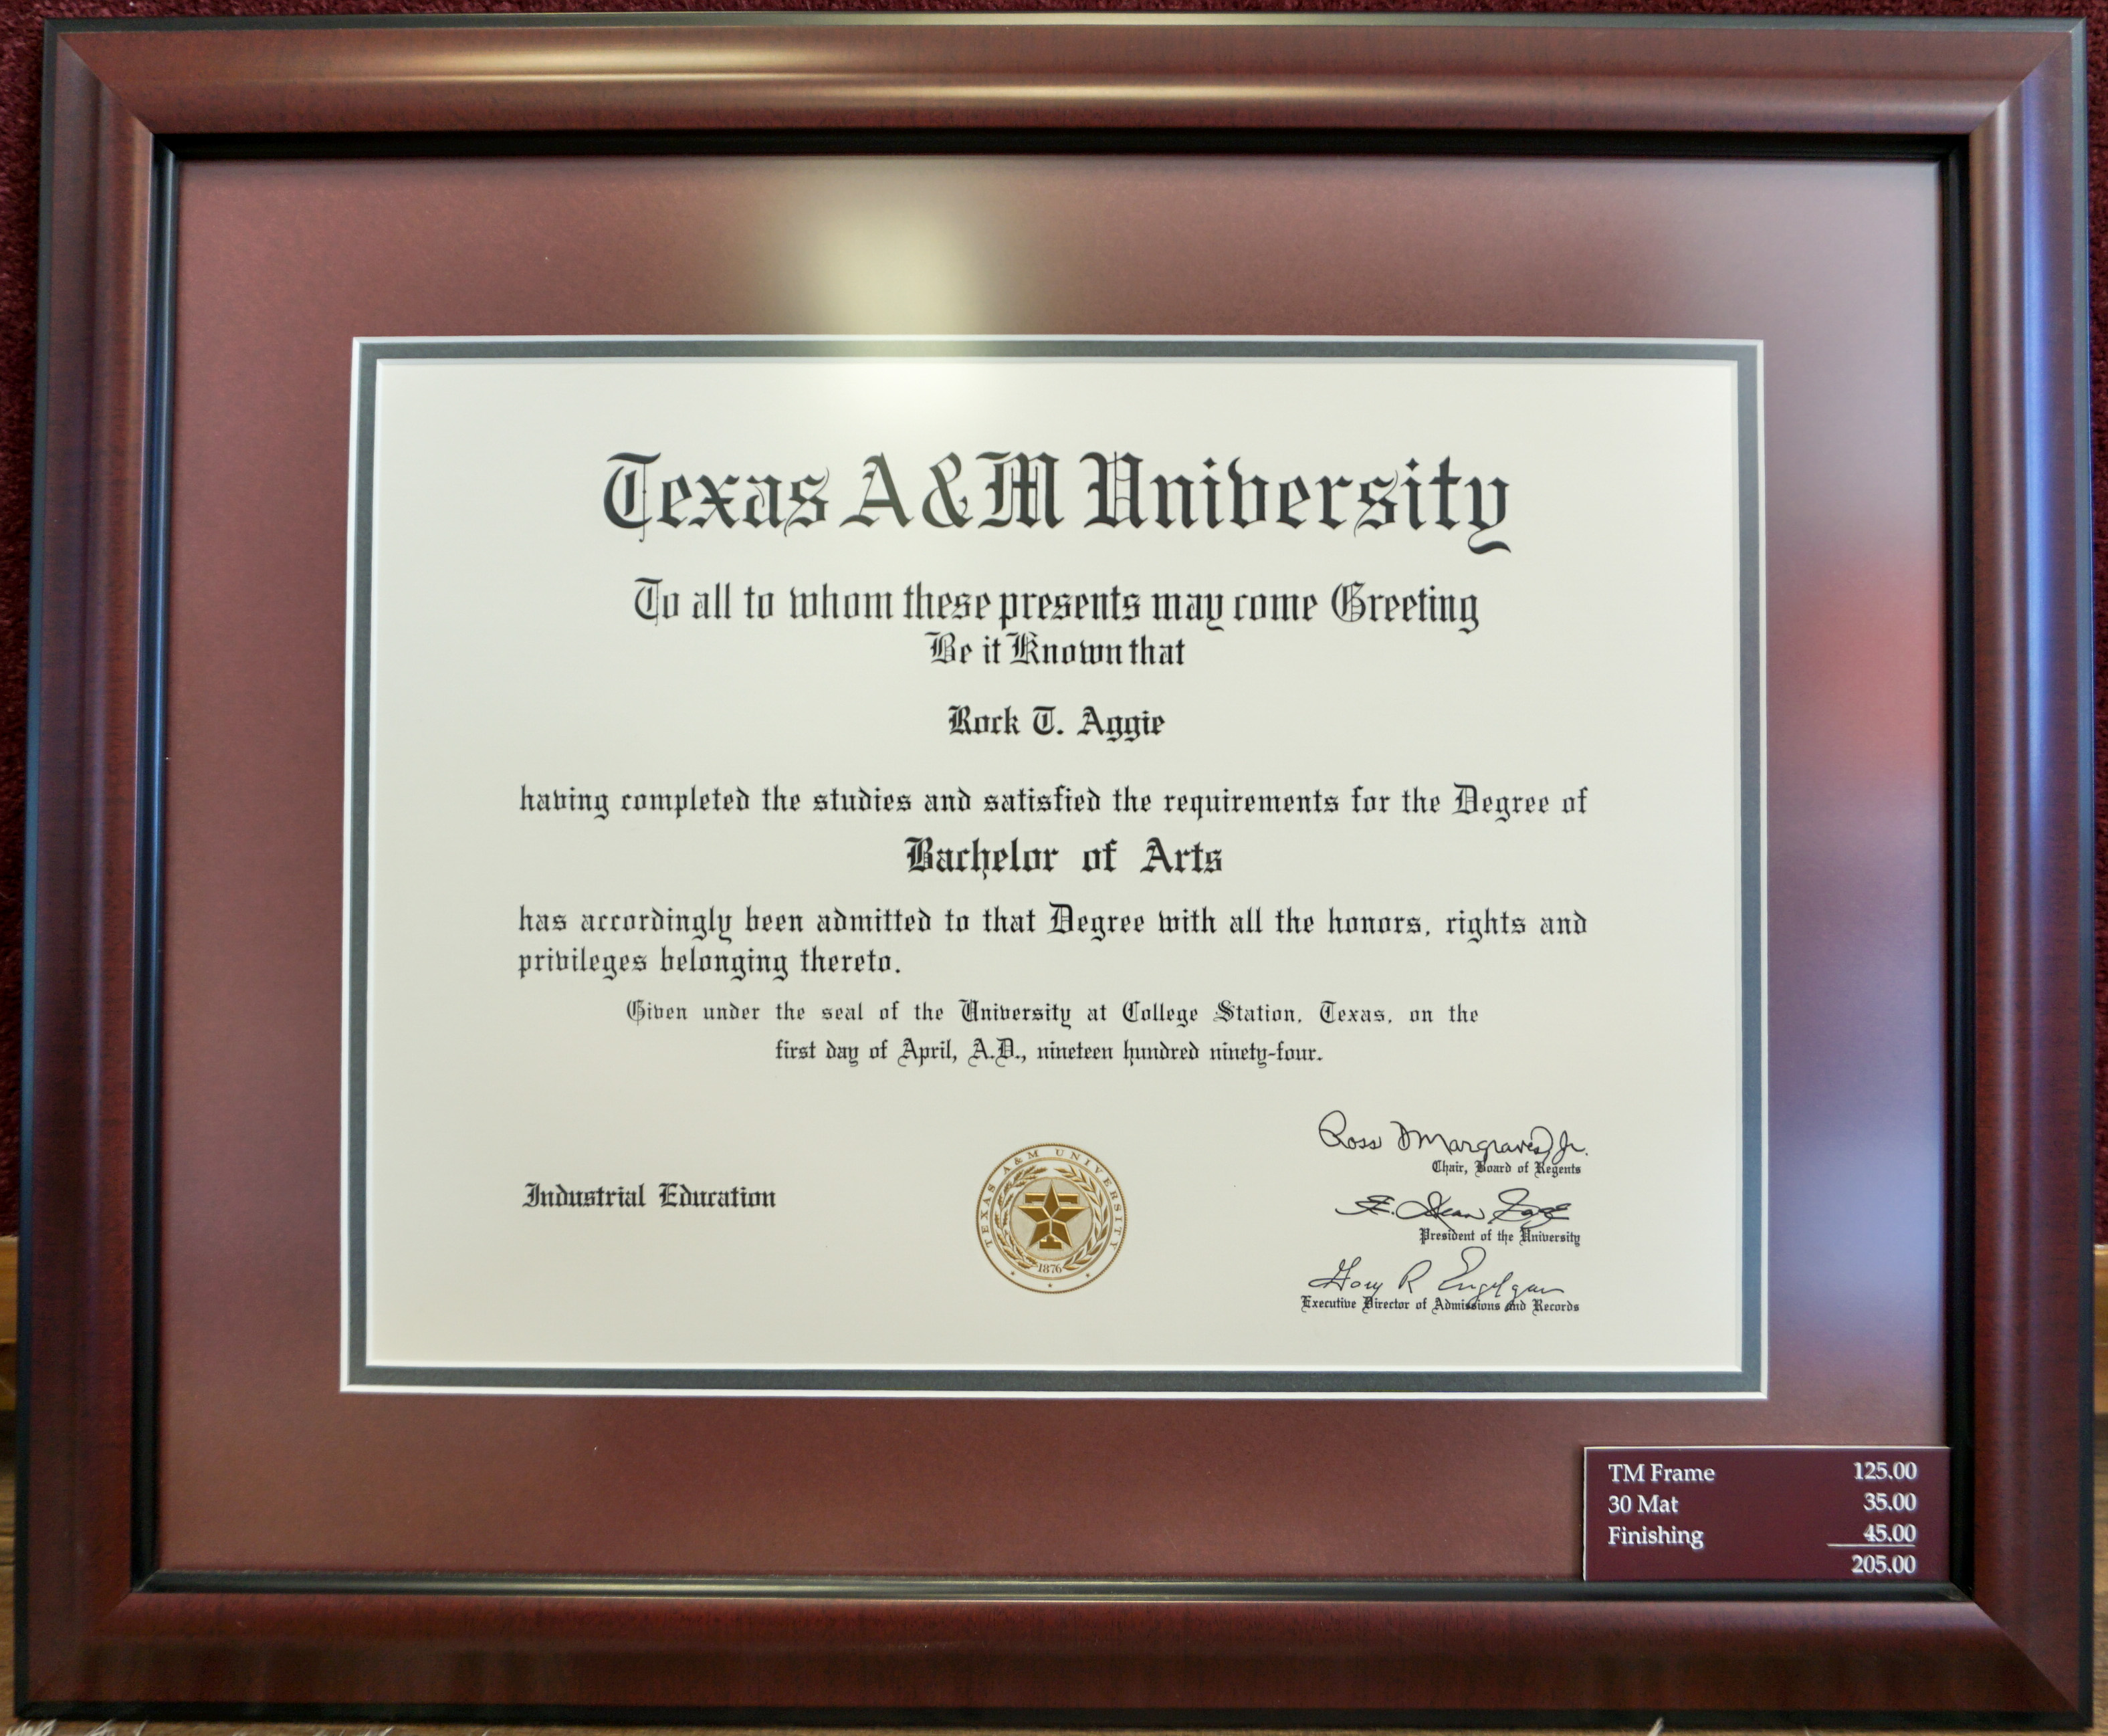 Texas A&M University
To all to whom these presents may come Greeting
Be it Known that
Rock T. Aggie
having completed the studies and satisfied the requirements for the Degree of
Bachelor of Arts
has accordingly been admitted to that Degree with all the honors, rights and
privileges belonging thereto.
Given under the seal of the University at College Station, Texas, on the
first day of April, A.D., nineteen hundred ninety-four.
Industrial Education
TEXAS A&M UNIVERSITY
1876
Ross D Margraves, Jr.
Chair, Board of Regents
E. Dean Gage
President of the University
Gary R Engelgau
Executive Director of Admissions and Records
TM Frame 125.00
30 Mat 35.00
Finishing 45.00
205.00